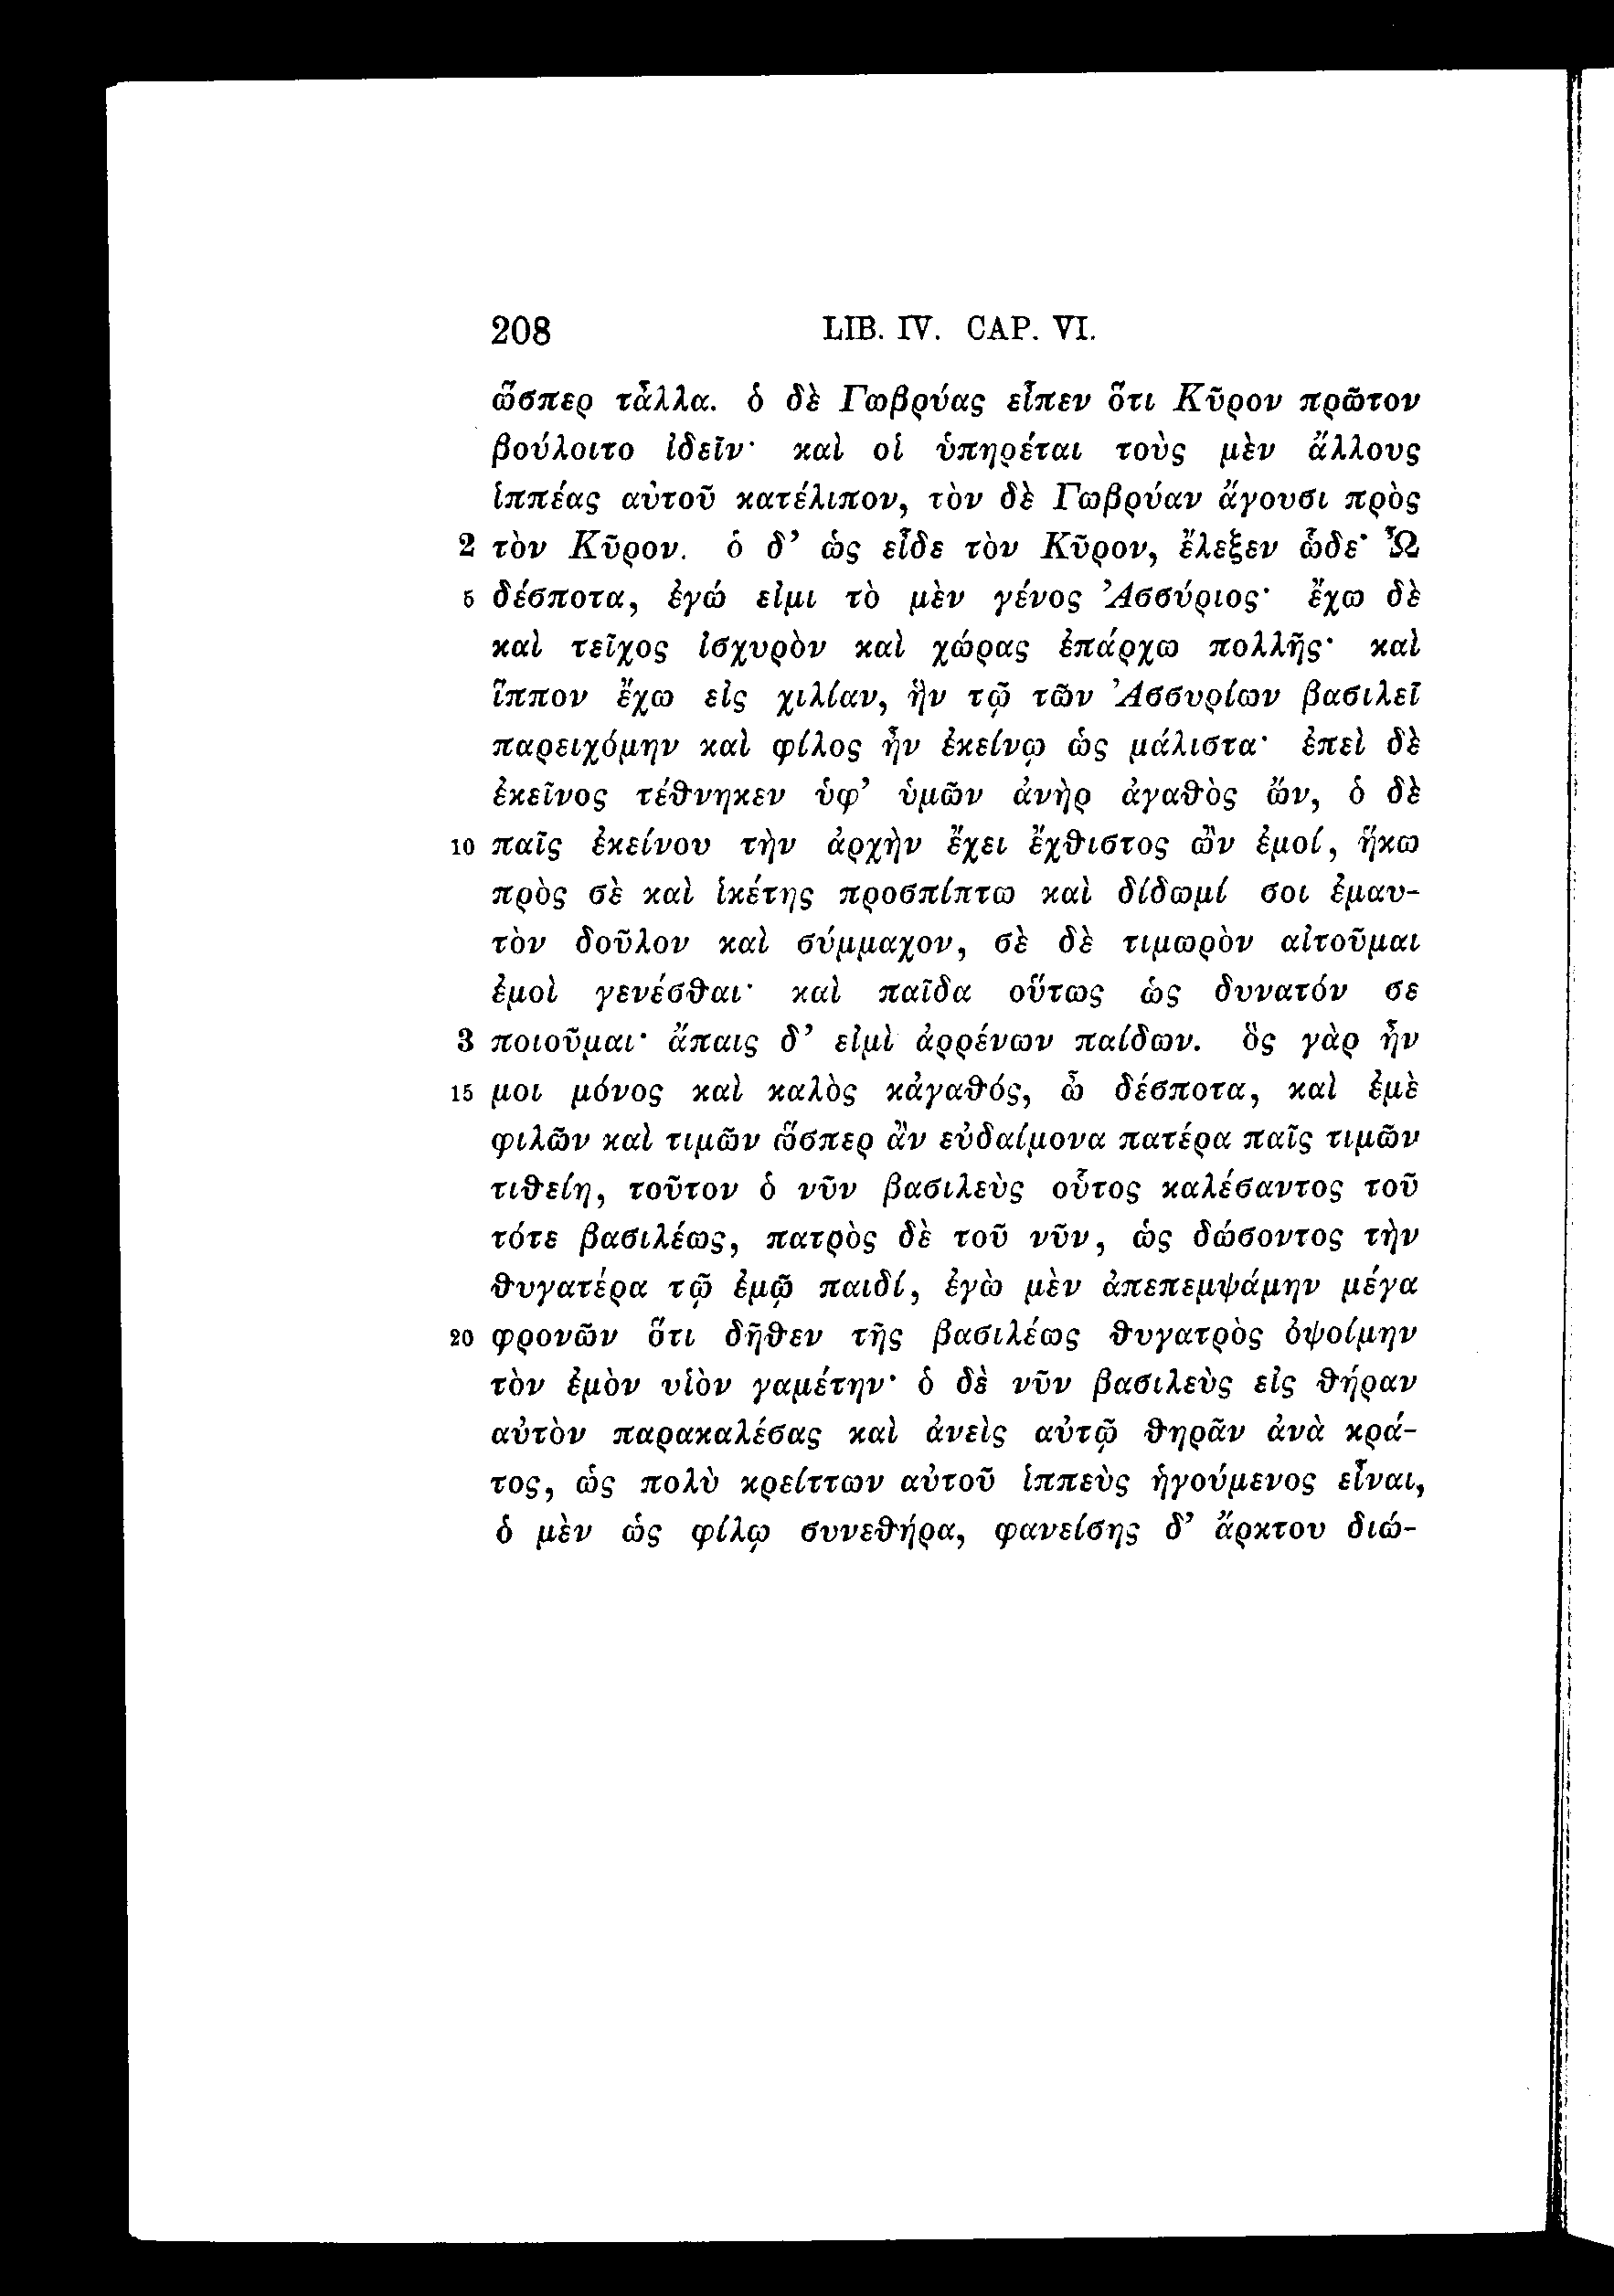 208 LIB. IV. CAP. VI.
ὥσπερ τἆλλα. ὁ δὲ Γωβρύας εἶπεν ὅτι Κῦρον πρῶτον
βούλοιτο ἰδεῖν· καὶ οἱ ὑπηρέται τοὺς μὲν ἄλλους
ἱππέας αὐτοῦ κατέλιπον, τὸν δὲ Γωβρύαν ἄγουσι πρὸς
2 τὸν Κῦρον. ὁ δ’ ὡς εἶδε τὸν Κῦρον, ἔλεξεν ὧδε· Ὦ
5 δέσποτα, ἐγώ εἰμι τὸ μὲν γένος Ἀσσύριος· ἔχω δὲ
καὶ τεῖχος ἰσχυρὸν καὶ χώρας ἐπάρχω πολλῆς· καὶ
ἵππον ἔχω εἰς χιλίαν, ἣν τῷ τῶν Ἀσσυρίων βασιλεῖ
παρειχόμην καὶ φίλος ἦν ἐκείνῳ ὡς μάλιστα· ἐπεὶ δὲ
ἐκεῖνος τέθνηκεν ὑφ’ ὑμῶν ἀνὴρ ἀγαθὸς ὤν, ὁ δὲ
10 παῖς ἐκείνου τὴν ἀρχὴν ἔχει ἔχθιστος ὢν ἐμοί, ἥκω
πρὸς σὲ καὶ ἱκέτης προσπίπτω καὶ δίδωμί σοι ἐμαυ-
τὸν δοῦλον καὶ σύμμαχον, σὲ δὲ τιμωρὸν αἰτοῦμαι
ἐμοὶ γενέσθαι· καὶ παῖδα οὕτως ὡς δυνατόν σε
3 ποιοῦμαι· ἄπαις δ’ εἰμὶ ἀρρένων παίδων. ὃς γὰρ ἦν
15 μοι μόνος καὶ καλὸς κἀγαθός, ὦ δέσποτα, καὶ ἐμὲ
φιλῶν καὶ τιμῶν ὥσπερ ἂν εὐδαίμονα πατέρα παῖς τιμῶν
τιθείη, τοῦτον ὁ νῦν βασιλεὺς οὗτος καλέσαντος τοῦ
τότε βασιλέως, πατρὸς δὲ τοῦ νῦν, ὡς δώσοντος τὴν
θυγατέρα τῷ ἐμῷ παιδί, ἐγὼ μὲν ἀπεπεμψάμην μέγα
20 φρονῶν ὅτι δῆθεν τῆς βασιλέως θυγατρὸς ὀψοίμην
τὸν ἐμὸν υἱὸν γαμέτην· ὁ δὲ νῦν βασιλεὺς εἰς θήραν
αὐτὸν παρακαλέσας καὶ ἀνεὶς αὐτῷ θηρᾶν ἀνὰ κρά-
τος, ὡς πολὺ κρείττων αὐτοῦ ἱππεὺς ἡγούμενος εἶναι,
ὁ μὲν ὡς φίλῳ συνεθήρα, φανείσης δ’ ἄρκτου διώ-